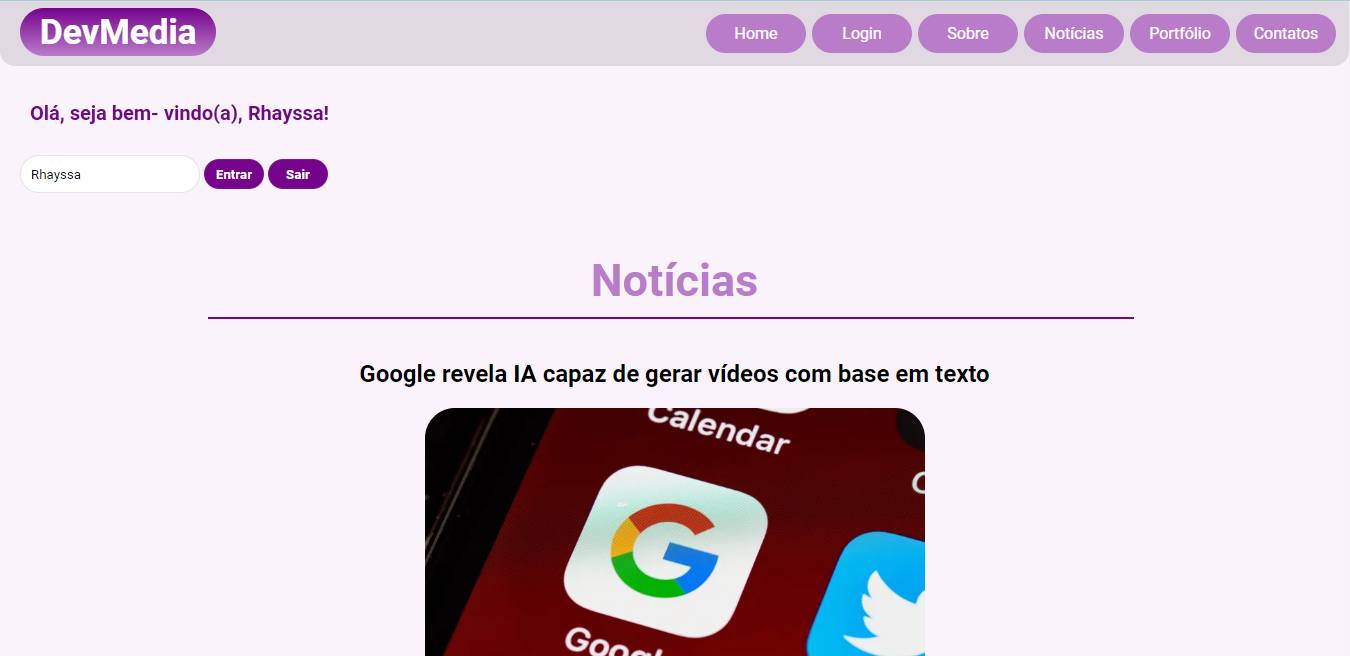 DevMedia
Home Login Sobre Notícias Portfólio Contatos
Olá, seja bem- vindo(a), Rhayssa!
Rhayssa Entrar Sair
Notícias
Google revela IA capaz de gerar vídeos com base em texto
Calendar